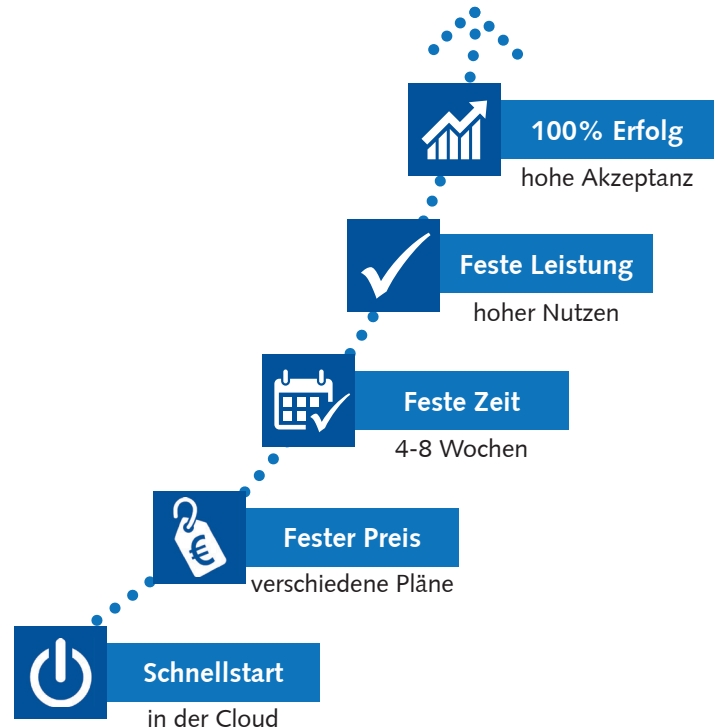 100% Erfolg
hohe Akzeptanz
Feste Leistung
hoher Nutzen
Feste Zeit
4-8 Wochen
€
Fester Preis
verschiedene Pläne
Schnellstart
in der Cloud